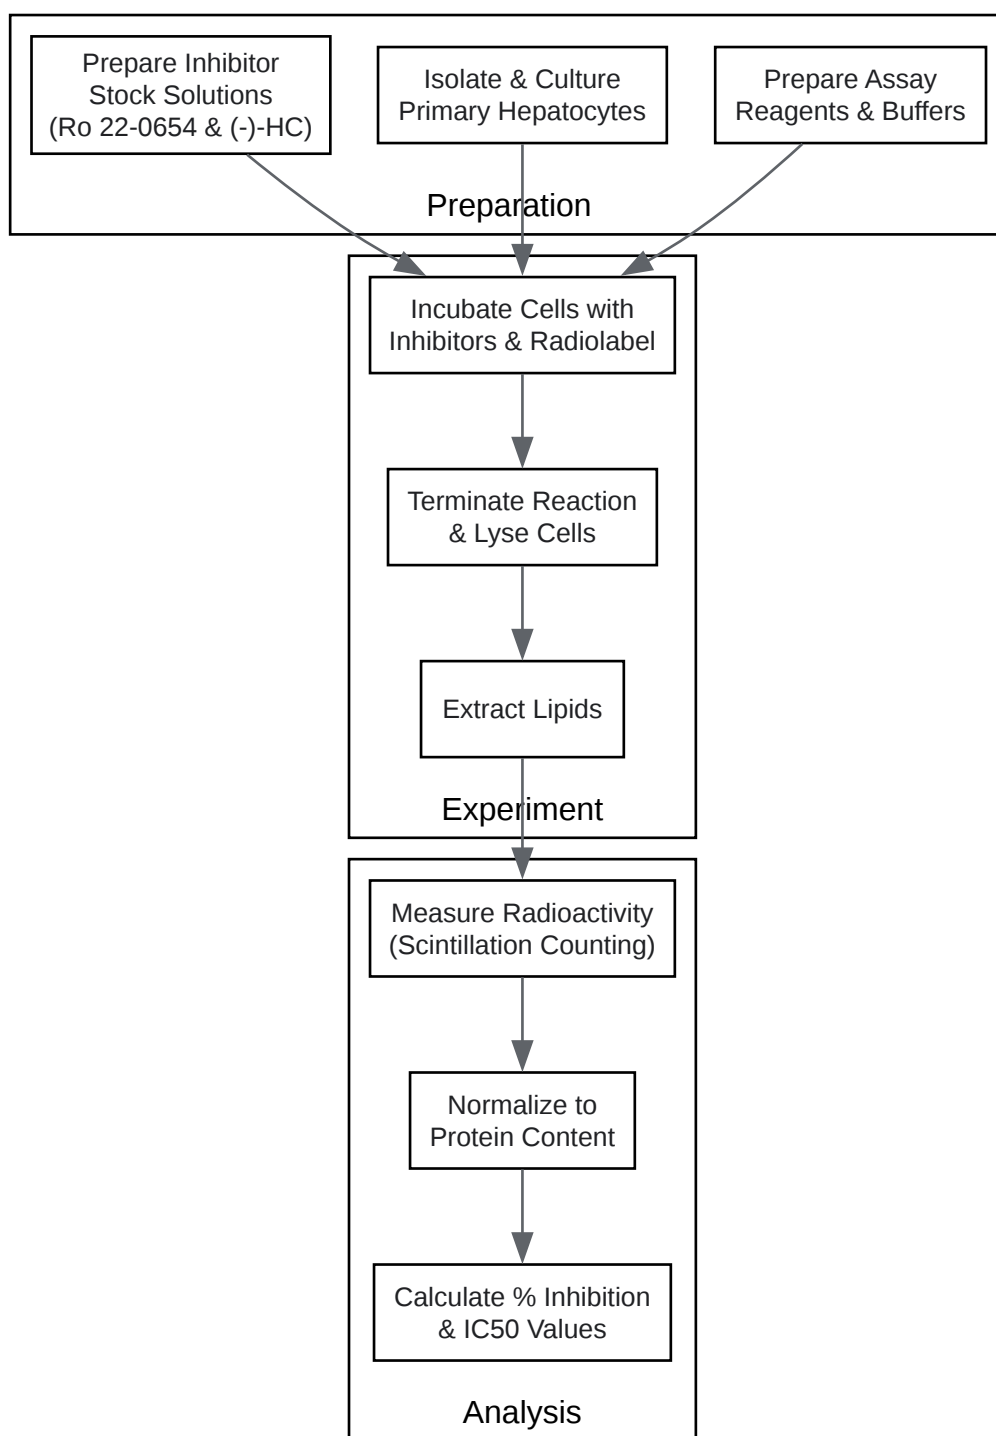 Prepare Inhibitor
Stock Solutions
(Ro 22-0654 & (-)-HC)
Isolate & Culture
Primary Hepatocytes
Prepare Assay
Reagents & Buffers
Preparation
Incubate Cells with
Inhibitors & Radiolabel
Terminate Reaction
& Lyse Cells
Extract Lipids
Experiment
Measure Radioactivity
(Scintillation Counting)
Normalize to
Protein Content
Calculate % Inhibition
& IC50 Values
Analysis